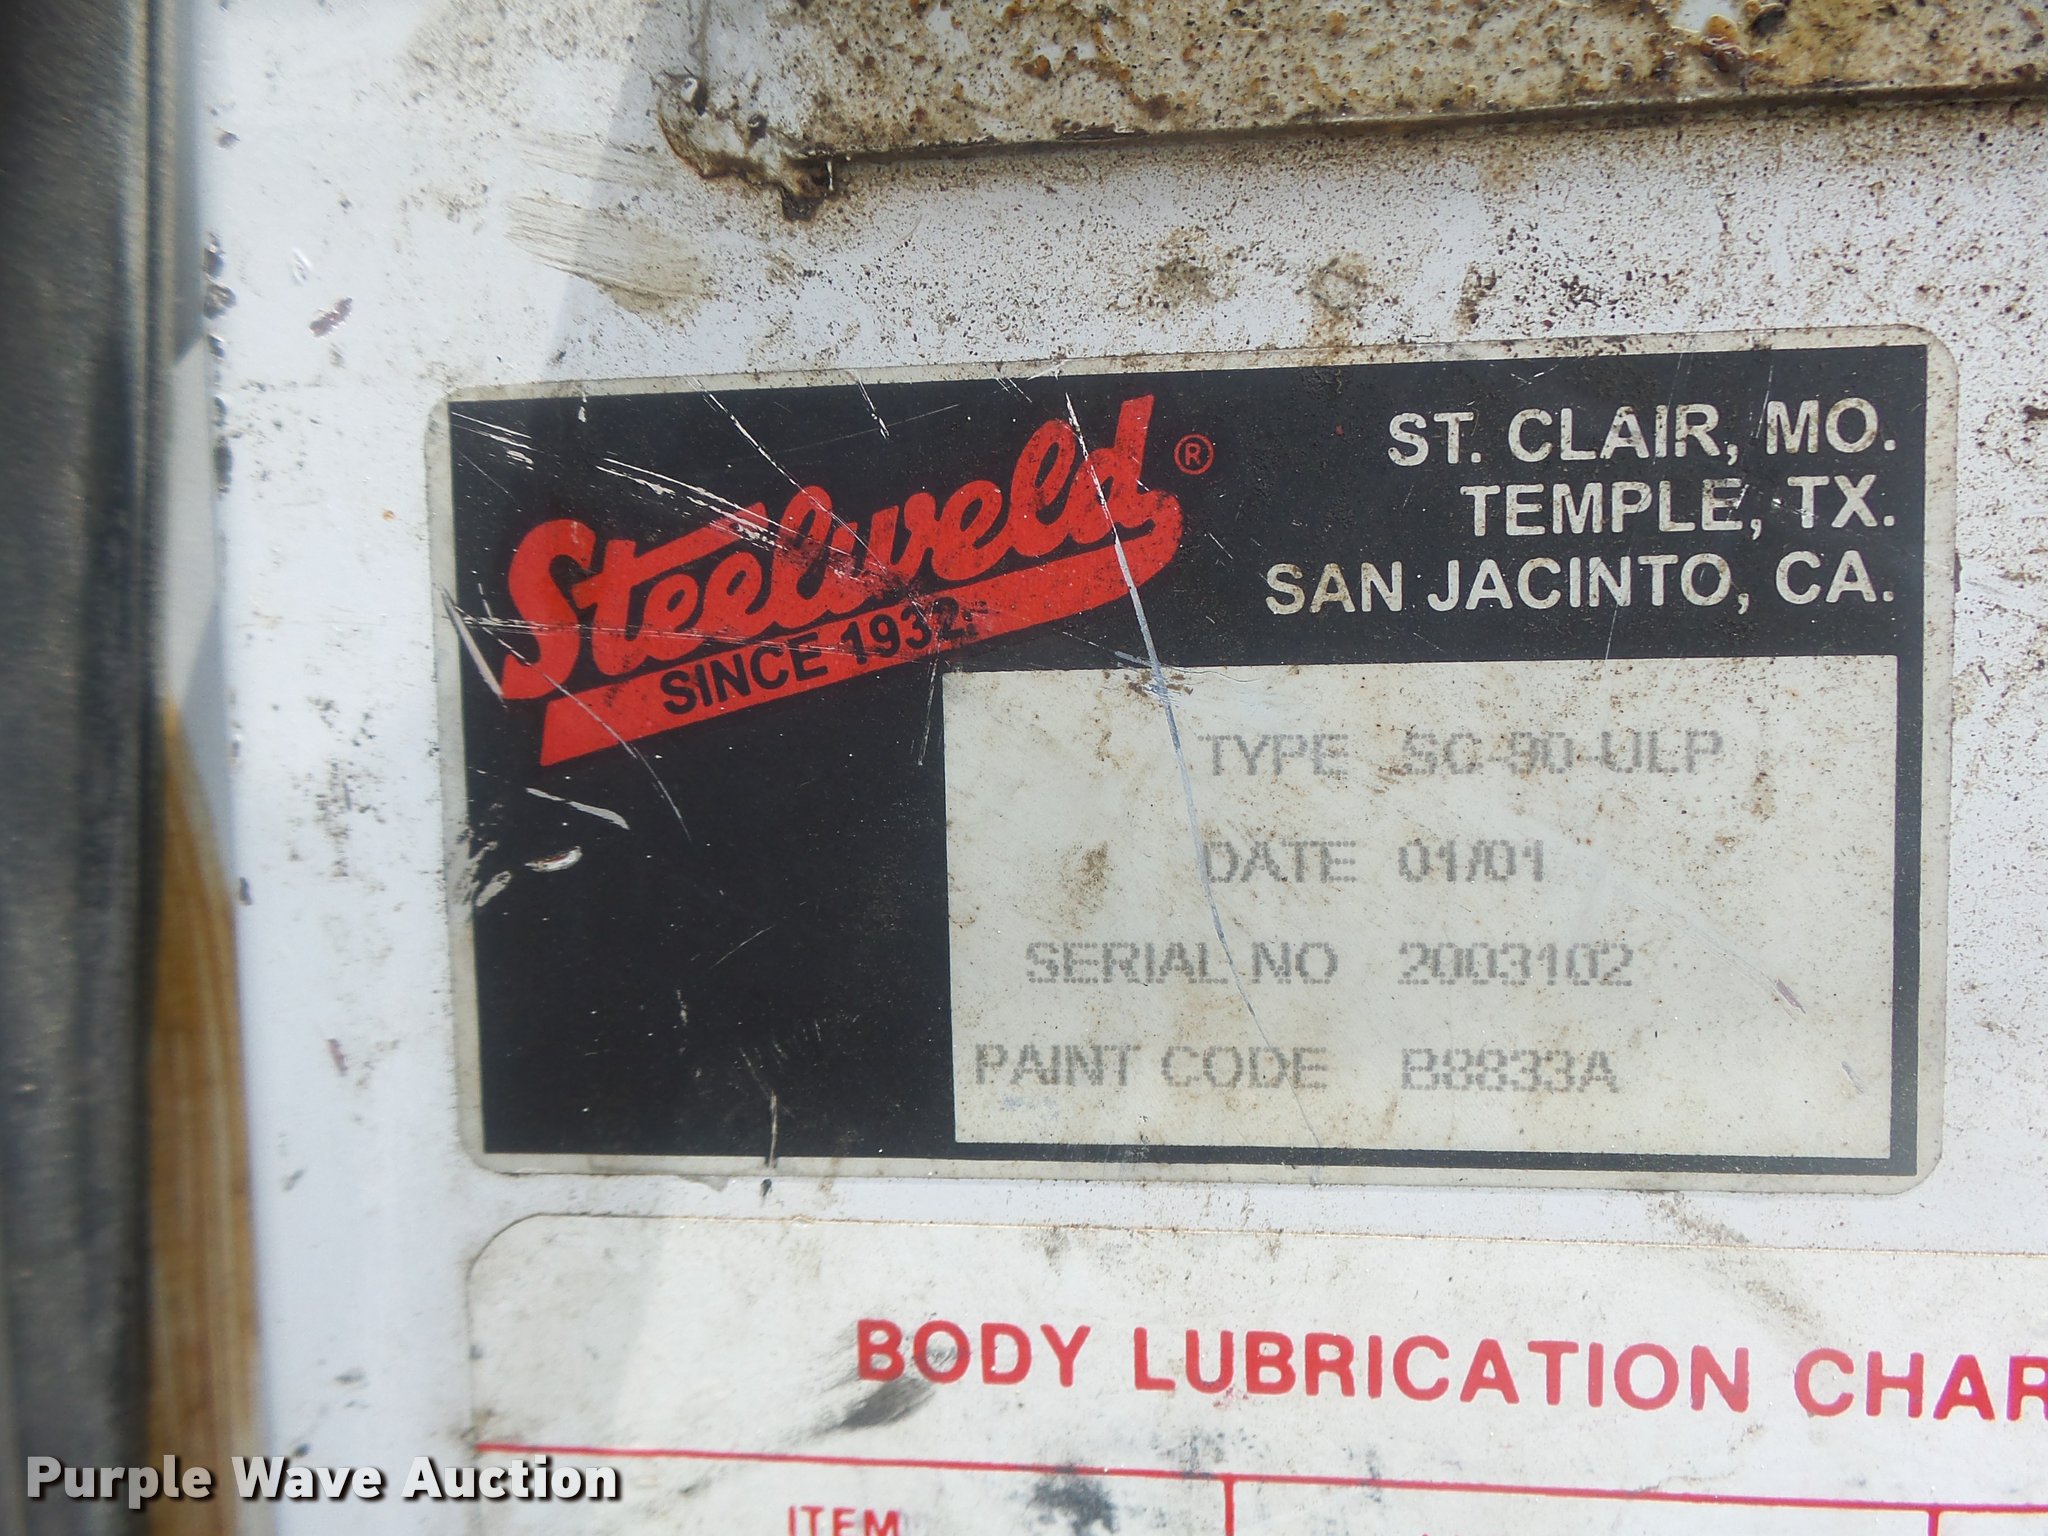 Steelweld ®
SINCE 1932
ST. CLAIR, MO.
TEMPLE, TX.
SAN JACINTO, CA.
TYPE SC-90-ULP
DATE 01/01
SERIAL NO 2003102
PAINT CODE B8833A
BODY LUBRICATION CHAR
ITEM
Purple Wave Auction